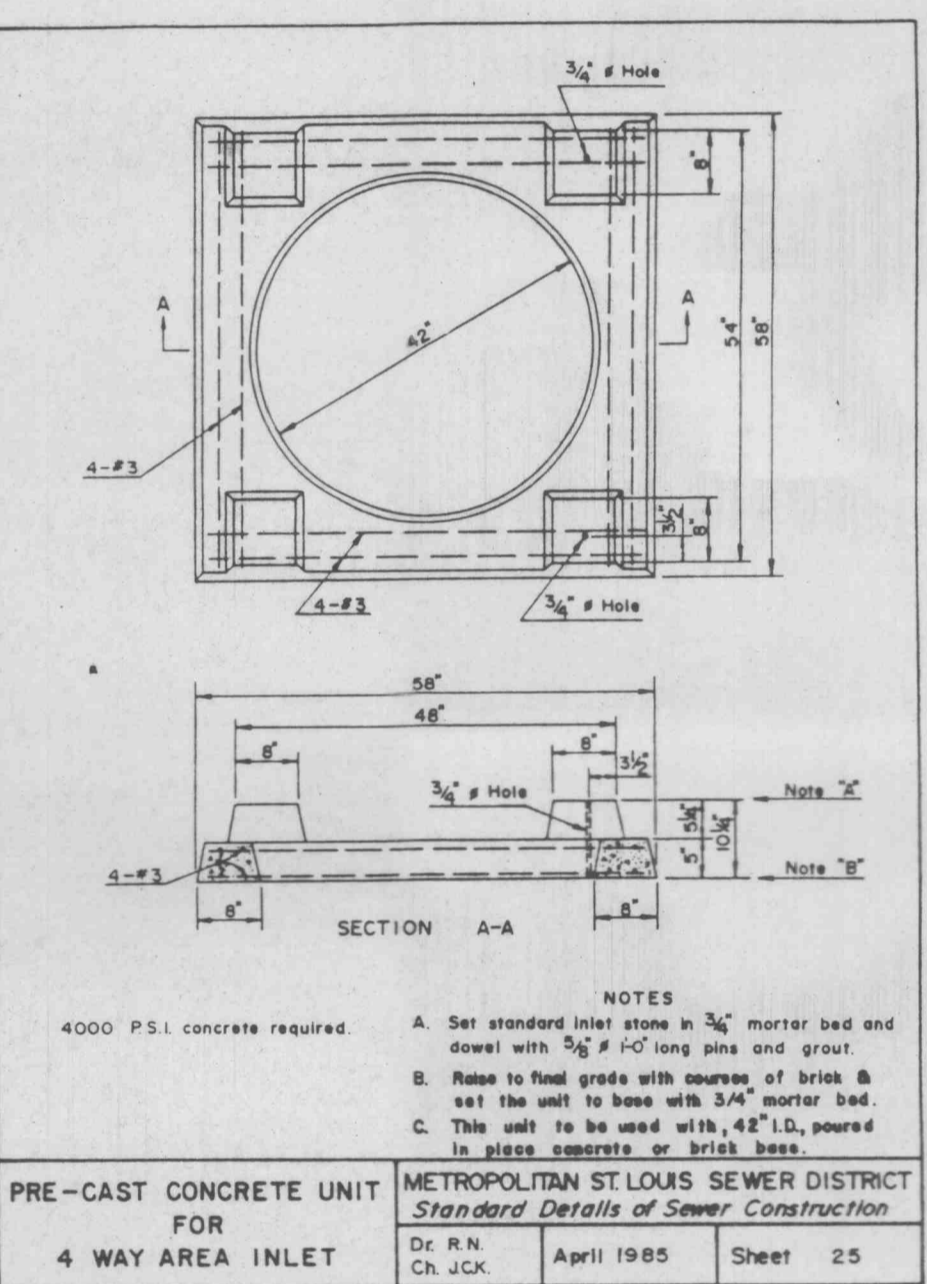 3/4" ø Hole
8"
54"
58"
A
A
42"
4-#3
3 1/2"
8"
4-#3
3/4" ø Hole
58"
48"
8"
8"
3 1/2"
3/4" ø Hole
Note "A"
5 1/4"
10 1/4"
5"
4-#3
Note "B"
8"
8"
SECTION A-A
NOTES
4000 P.S.I. concrete required.
A. Set standard inlet stone in 3/4" mortar bed and
dowel with 5/8" ø 1'-0" long pins and grout.
B. Raise to final grade with courses of brick &
set the unit to base with 3/4" mortar bed.
C. This unit to be used with, 42" I.D., poured
in place concrete or brick base.
PRE-CAST CONCRETE UNIT
FOR
4 WAY AREA INLET
METROPOLITAN ST. LOUIS SEWER DISTRICT
Standard Details of Sewer Construction
Dr. R.N.
Ch. J.C.K.
April 1985
Sheet 25